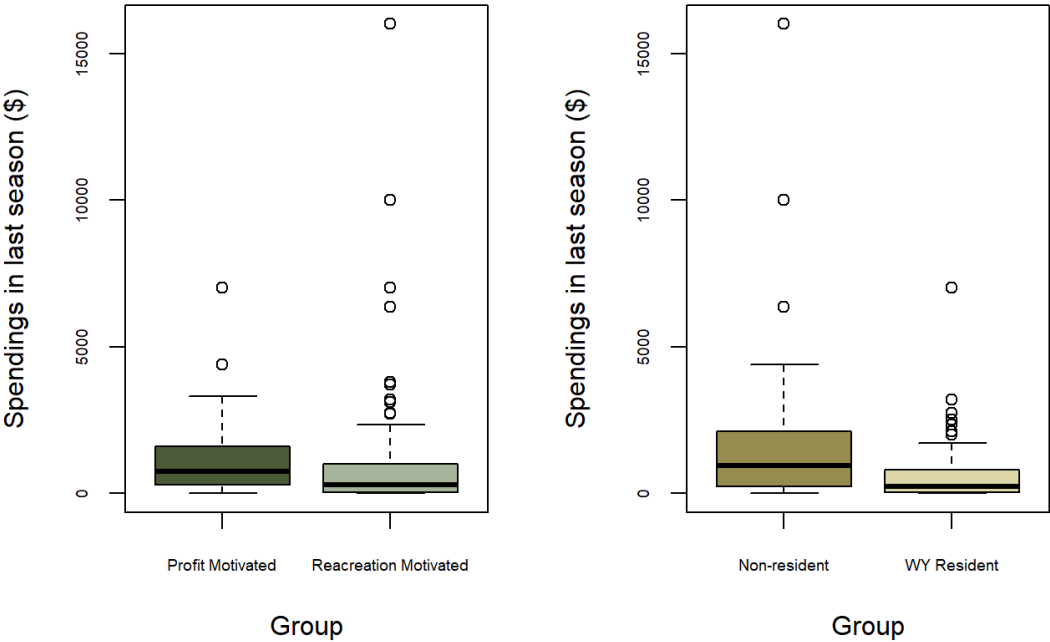 Spendings in last season ($)
15000
10000
5000
0
Profit Motivated
Reacreation Motivated
Group
Spendings in last season ($)
15000
10000
5000
0
Non-resident
WY Resident
Group